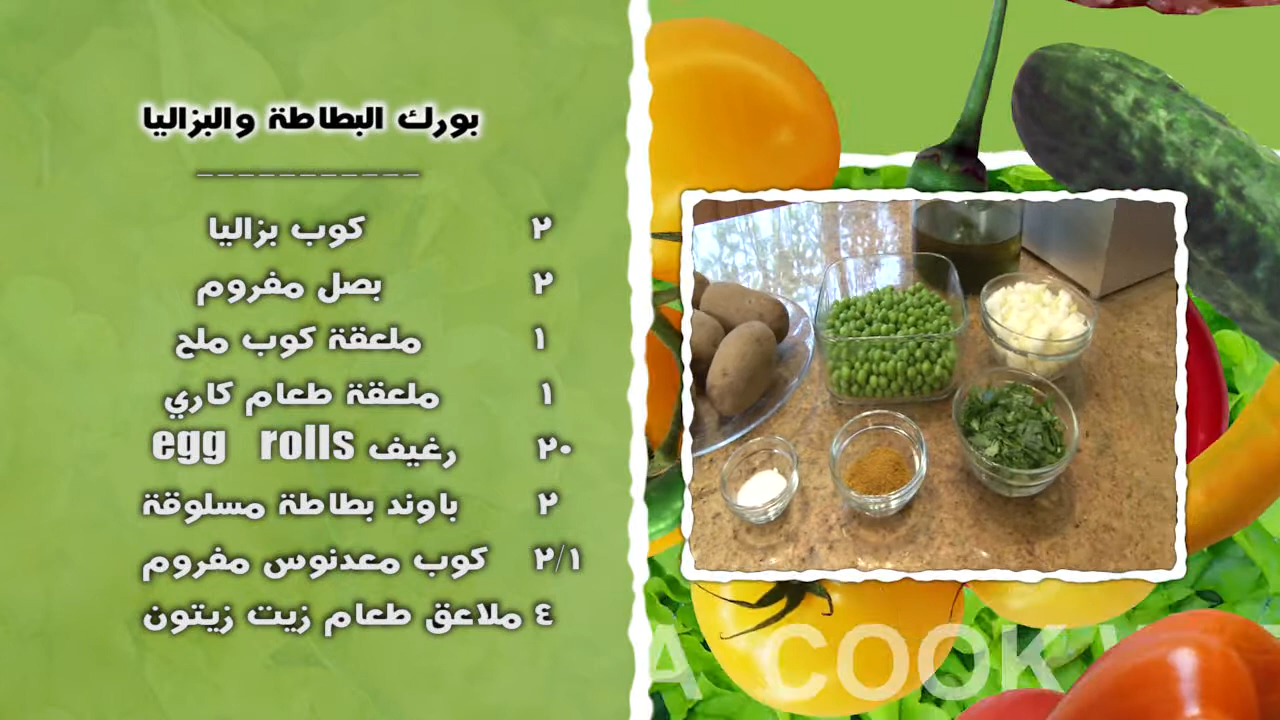 بورك البطاطة والبزاليا
-----------
٢ كوب بزاليا
٢ بصل مفروم
١ ملعقة كوب ملح
١ ملعقة طعام كاري
٢٠ رغيف egg rolls
٢ باوند بطاطة مسلوقة
٢/١ كوب معدنوس مفروم
٤ ملاعق طعام زيت زيتون
A COOK